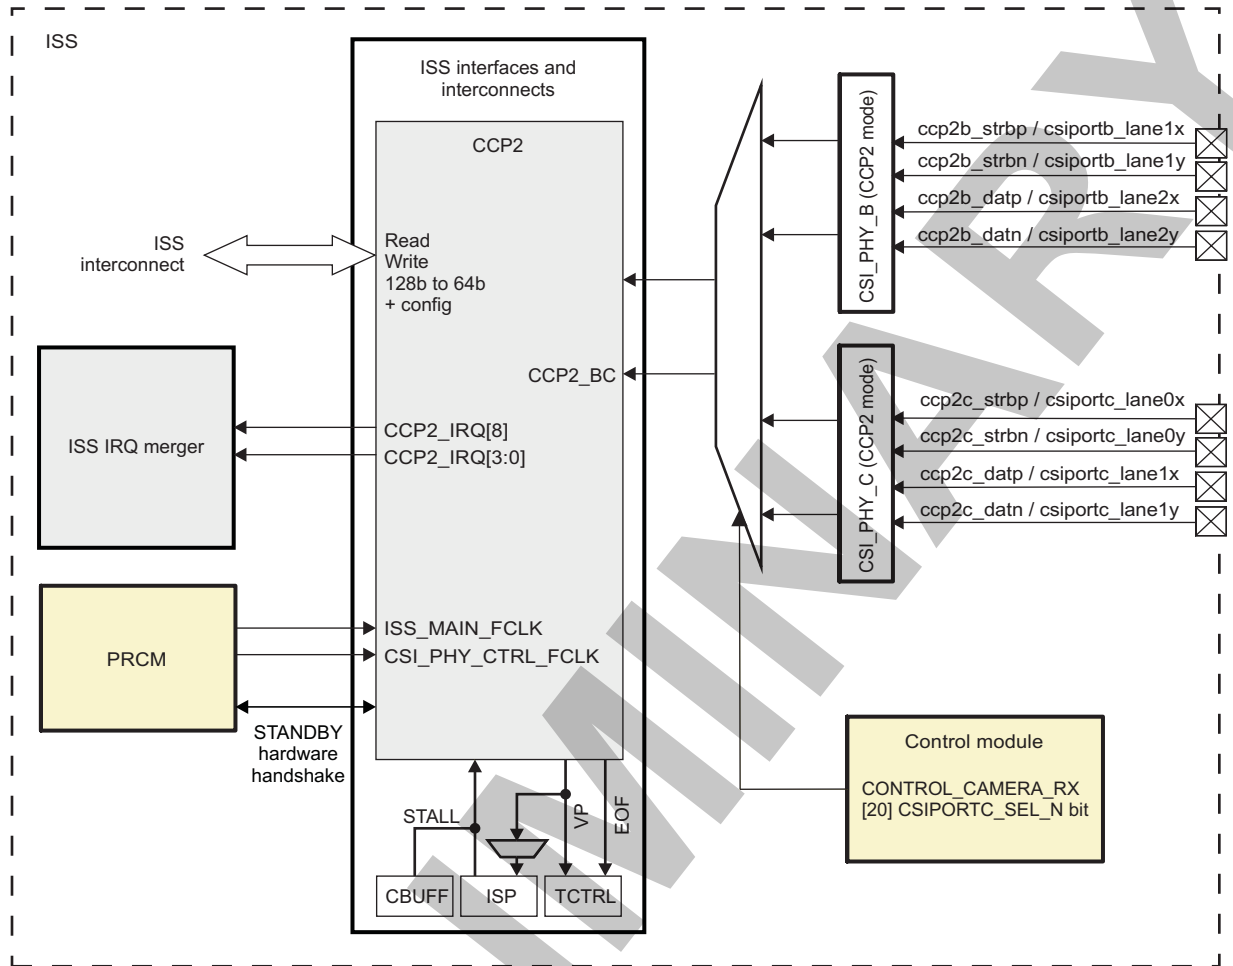 ISS
ISS interfaces and
interconnects
CCP2
ISS
interconnect
Read
Write
128b to 64b
+ config
CCP2_BC
ISS IRQ merger
CCP2_IRQ[8]
CCP2_IRQ[3:0]
PRCM
ISS_MAIN_FCLK
CSI_PHY_CTRL_FCLK
STANDBY
hardware
handshake
STALL
VP
EOF
CBUFF
ISP
TCTRL
CSI_PHY_B (CCP2 mode)
ccp2b_strbp / csiportb_lane1x
ccp2b_strbn / csiportb_lane1y
ccp2b_datp / csiportb_lane2x
ccp2b_datn / csiportb_lane2y
CSI_PHY_C (CCP2 mode)
ccp2c_strbp / csiportc_lane0x
ccp2c_strbn / csiportc_lane0y
ccp2c_datp / csiportc_lane1x
ccp2c_datn / csiportc_lane1y
Control module
CONTROL_CAMERA_RX
[20] CSIPORTC_SEL_N bit
IMINARY